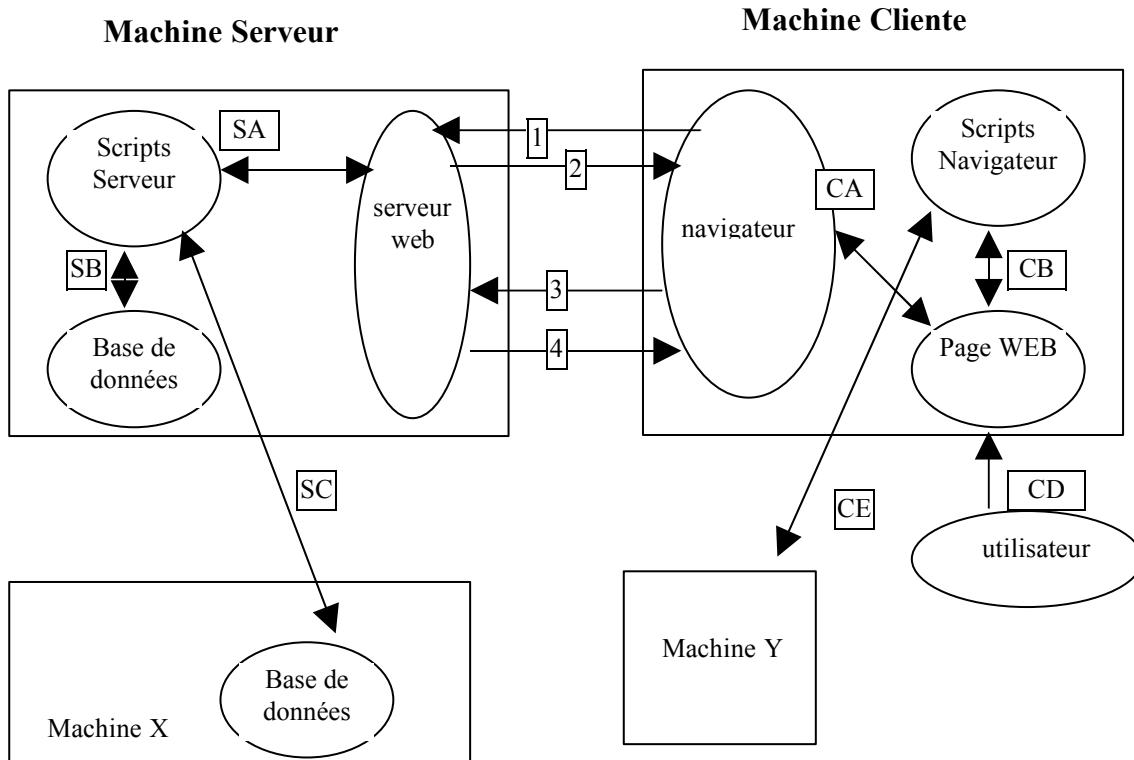 Machine Serveur
Machine Cliente
SA
Scripts
Serveur
1
2
serveur
web
SB
3
4
Base de
données
navigateur
CA
Scripts
Navigateur
CB
Page WEB
SC
CE
CD
utilisateur
Machine X
Base de
données
Machine Y